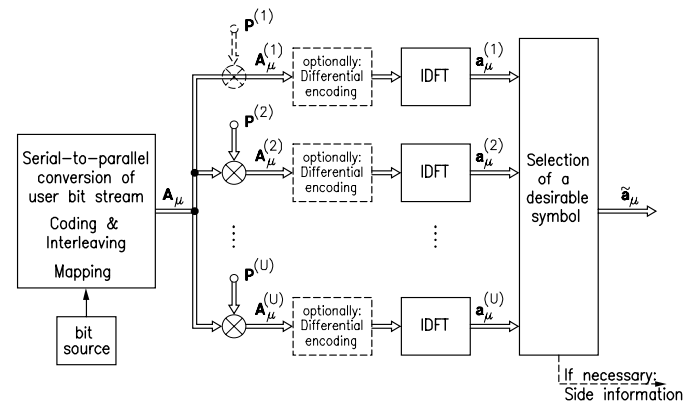 P^(1)
A_μ^(1)
optionally:
Differential
encoding
IDFT
a_μ^(1)
P^(2)
A_μ^(2)
optionally:
Differential
encoding
IDFT
a_μ^(2)
Serial-to-parallel
conversion of
user bit stream
Coding &
Interleaving
Mapping
A_μ
Selection
of a
desirable
symbol
ã_μ
P^(U)
A_μ^(U)
optionally:
Differential
encoding
IDFT
a_μ^(U)
bit
source
If necessary:
Side information